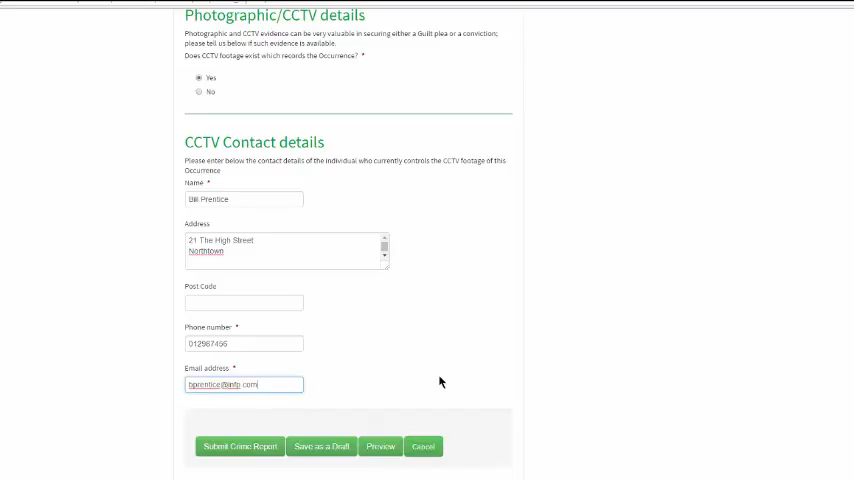 Photographic/CCTV details
Photographic and CCTV evidence can be very valuable in securing either a Guilt plea or a conviction;
please tell us below if such evidence is available.
Does CCTV footage exist which records the Occurrence? *
Yes
No
CCTV Contact details
Please enter below the contact details of the individual who currently controls the CCTV footage of this
Occurrence
Name *
Bill Prentice
Address
21 The High Street
Northtown
Post Code
Phone number *
012987456
Email address *
Submit Crime Report
Save as a Draft
Preview
Cancel